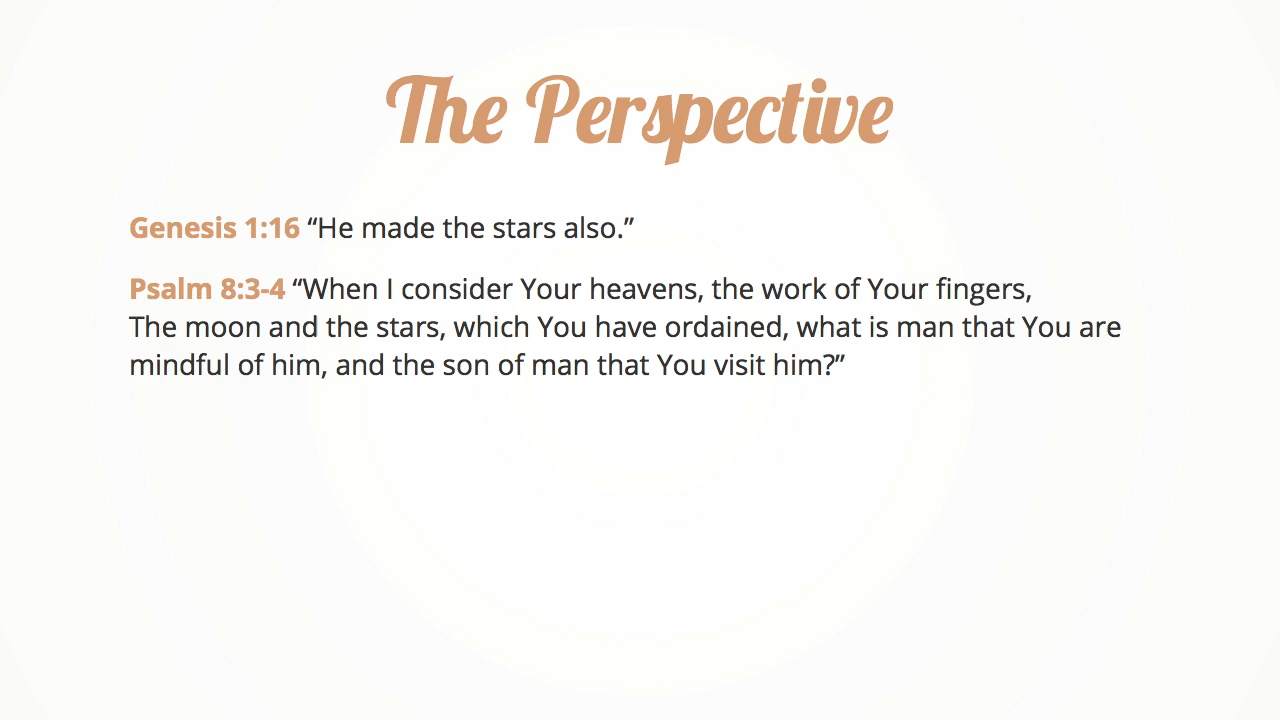 The Perspective
Genesis 1:16 “He made the stars also.”
Psalm 8:3-4 “When I consider Your heavens, the work of Your fingers,
The moon and the stars, which You have ordained, what is man that You are
mindful of him, and the son of man that You visit him?”